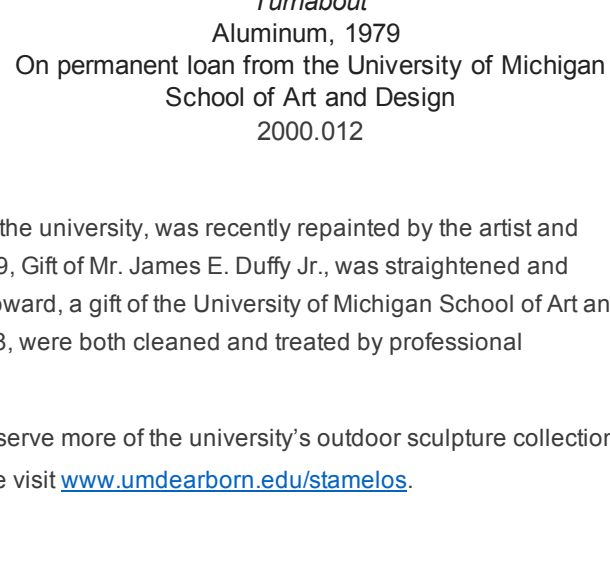 Turnabout
Aluminum, 1979
On permanent loan from the University of Michigan
School of Art and Design
2000.012
the university, was recently repainted by the artist and
9, Gift of Mr. James E. Duffy Jr., was straightened and
oward, a gift of the University of Michigan School of Art an
3, were both cleaned and treated by professional
serve more of the university’s outdoor sculpture collection
e visit www.umdearborn.edu/stamelos.